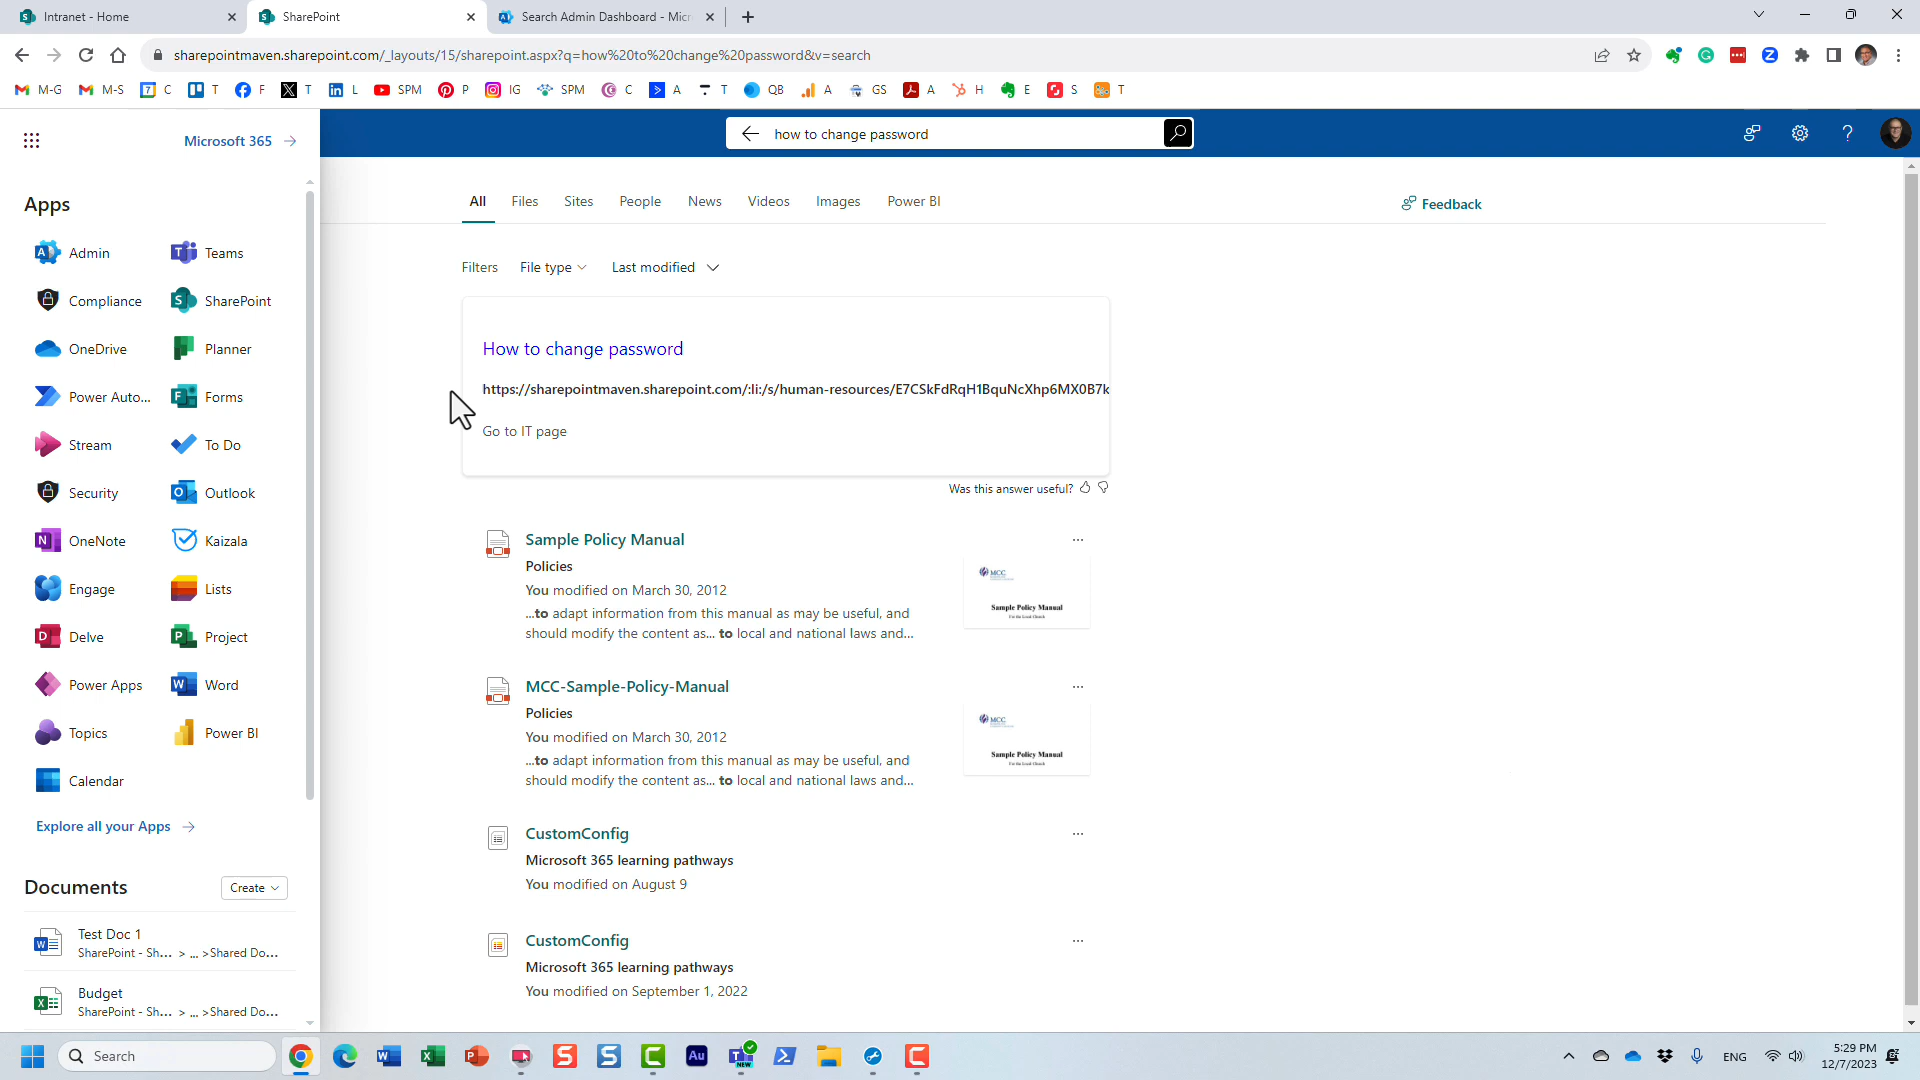 Intranet - Home
SharePoint
Search Admin Dashboard - Micr
sharepointmaven.sharepoint.com/_layouts/15/sharepoint.aspx?q=how%20to%20change%20password&v=search
M-G
M-S
C
T
F
T
L
SPM
P
IG
SPM
C
A
T
QB
A
GS
A
H
E
S
T
Microsoft 365
how to change password
Apps
Admin
Teams
Compliance
SharePoint
OneDrive
Planner
Power Auto...
Forms
Stream
To Do
Security
Outlook
OneNote
Kaizala
Engage
Lists
Delve
Project
Power Apps
Word
Topics
Power BI
Calendar
Explore all your Apps
Documents
Create
Test Doc 1
SharePoint - Sh... > ... >Shared Do...
Budget
SharePoint - Sh... > ... >Shared Do...
All
Files
Sites
People
News
Videos
Images
Power BI
Feedback
Filters
File type
Last modified
How to change password
https://sharepointmaven.sharepoint.com/:li:/s/human-resources/E7CSkFdRqH1BquNcXhp6MX0B7k
Go to IT page
Was this answer useful?
Sample Policy Manual
Policies
You modified on March 30, 2012
...to adapt information from this manual as may be useful, and
should modify the content as... to local and national laws and...
MCC
Sample Policy Manual
For the Local Church
MCC-Sample-Policy-Manual
Policies
You modified on March 30, 2012
...to adapt information from this manual as may be useful, and
should modify the content as... to local and national laws and...
MCC
Sample Policy Manual
For the Local Church
CustomConfig
Microsoft 365 learning pathways
You modified on August 9
CustomConfig
Microsoft 365 learning pathways
You modified on September 1, 2022
Search
ENG
5:29 PM
12/7/2023